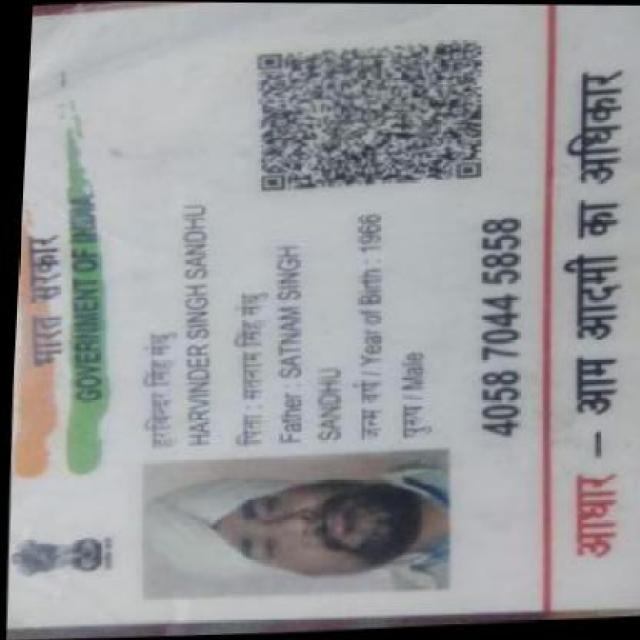 भारत सरकार
GOVERNMENT OF INDIA
हरविन्दर सिंह संधु
HARVINDER SINGH SANDHU
पिता : सतनाम सिंह संधु
Father : SATNAM SINGH
SANDHU
जन्म वर्ष / Year of Birth : 1966
पुरुष / Male
4058 7044 5858
आधार – आम आदमी का अधिकार